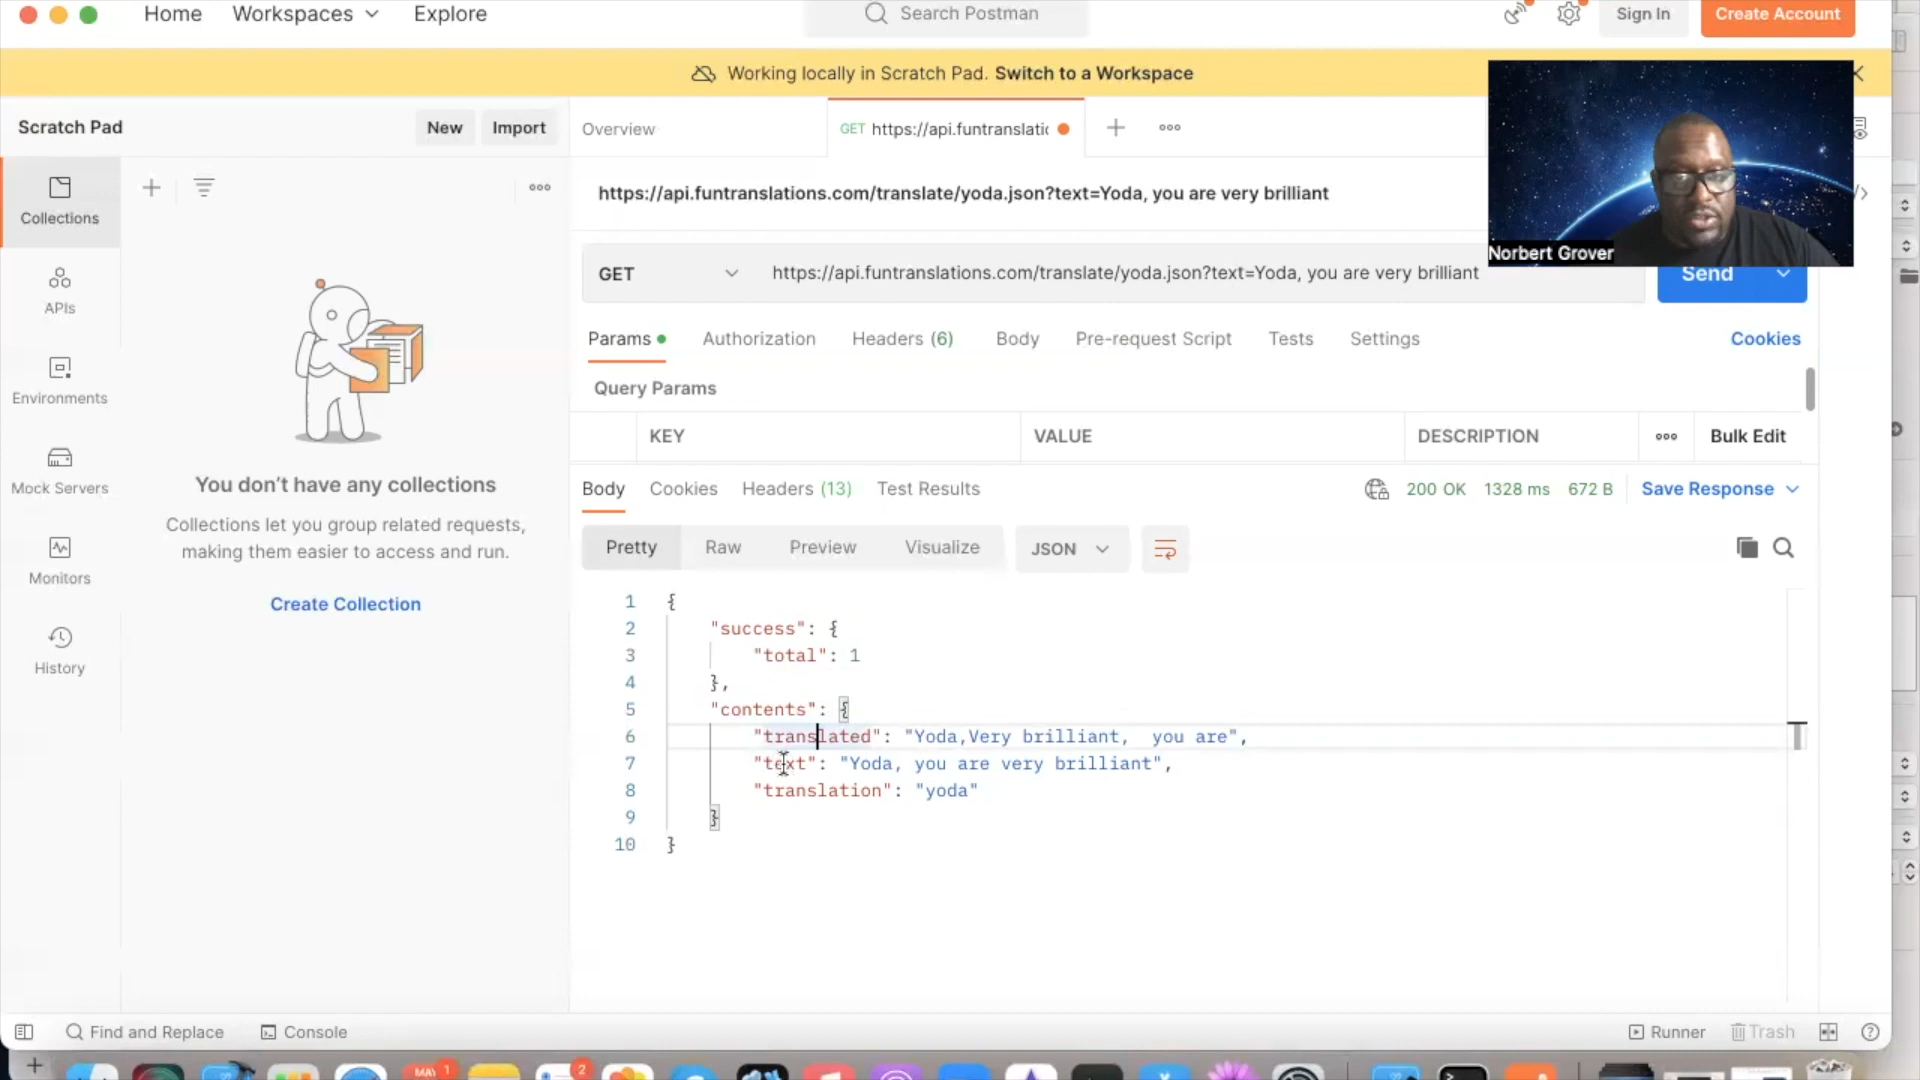 Home Workspaces Explore Search Postman Sign In Create Account
Working locally in Scratch Pad. Switch to a Workspace
Scratch Pad New Import Overview GET https://api.funtranslatic
https://api.funtranslations.com/translate/yoda.json?text=Yoda, you are very brilliant
Norbert Grover
GET https://api.funtranslations.com/translate/yoda.json?text=Yoda, you are very brilliant Send
Collections
APIs
Environments
Mock Servers
Monitors
History
You don't have any collections
Collections let you group related requests,
making them easier to access and run.
Create Collection
Params Authorization Headers (6) Body Pre-request Script Tests Settings Cookies
Query Params
KEY VALUE DESCRIPTION Bulk Edit
Body Cookies Headers (13) Test Results 200 OK 1328 ms 672 B Save Response
Pretty Raw Preview Visualize JSON
1 {
2 "success": {
3 "total": 1
4 },
5 "contents": {
6 "translated": "Yoda,Very brilliant,  you are",
7 "text": "Yoda, you are very brilliant",
8 "translation": "yoda"
9 }
10 }
Find and Replace Console Runner Trash
MAY 1 2